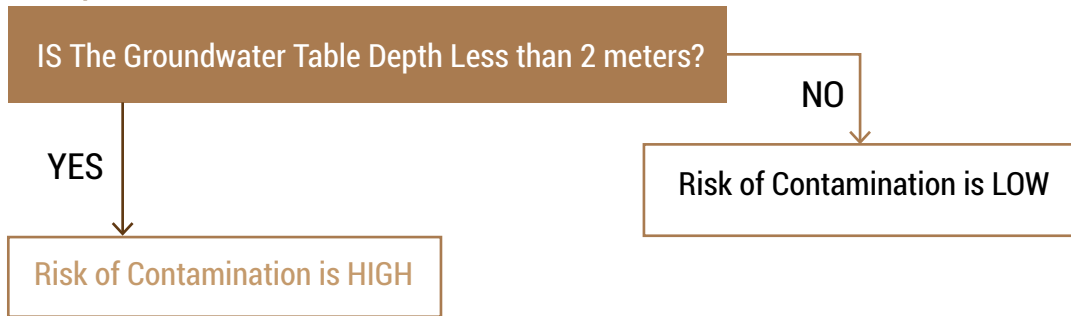 IS The Groundwater Table Depth Less than 2 meters?
NO
YES
Risk of Contamination is LOW
Risk of Contamination is HIGH